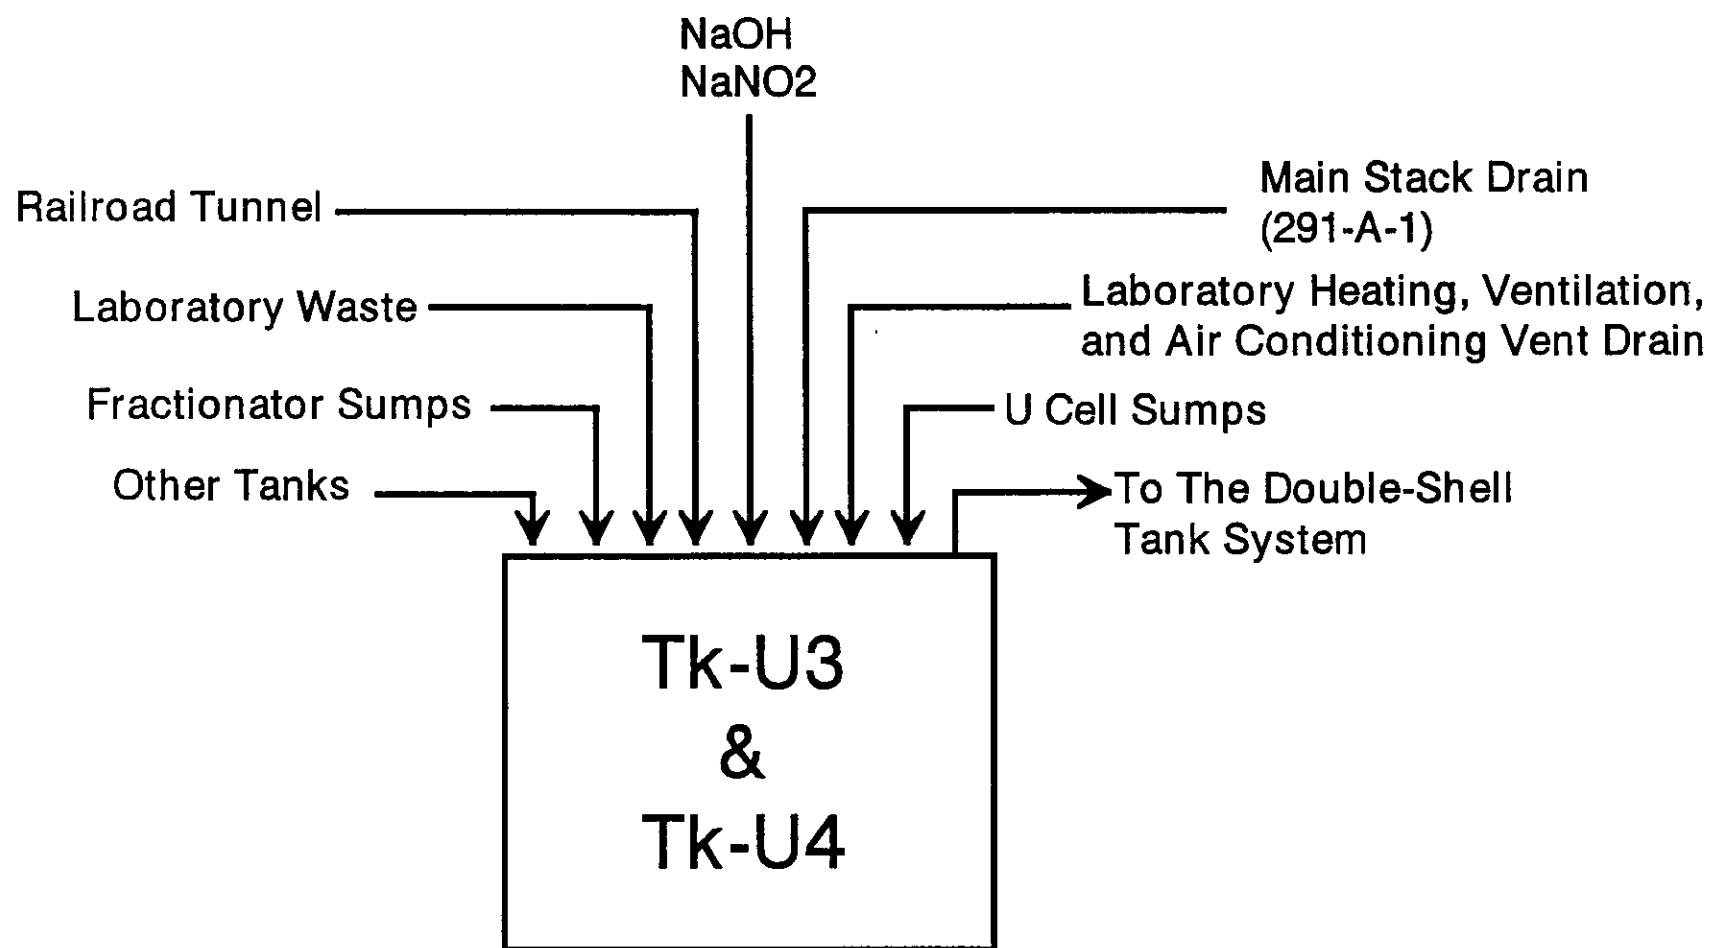 NaOH
NaNO2
Railroad Tunnel
Main Stack Drain
(291-A-1)
Laboratory Waste
Laboratory Heating, Ventilation,
and Air Conditioning Vent Drain
Fractionator Sumps
U Cell Sumps
Other Tanks
To The Double-Shell
Tank System
Tk-U3
&
Tk-U4